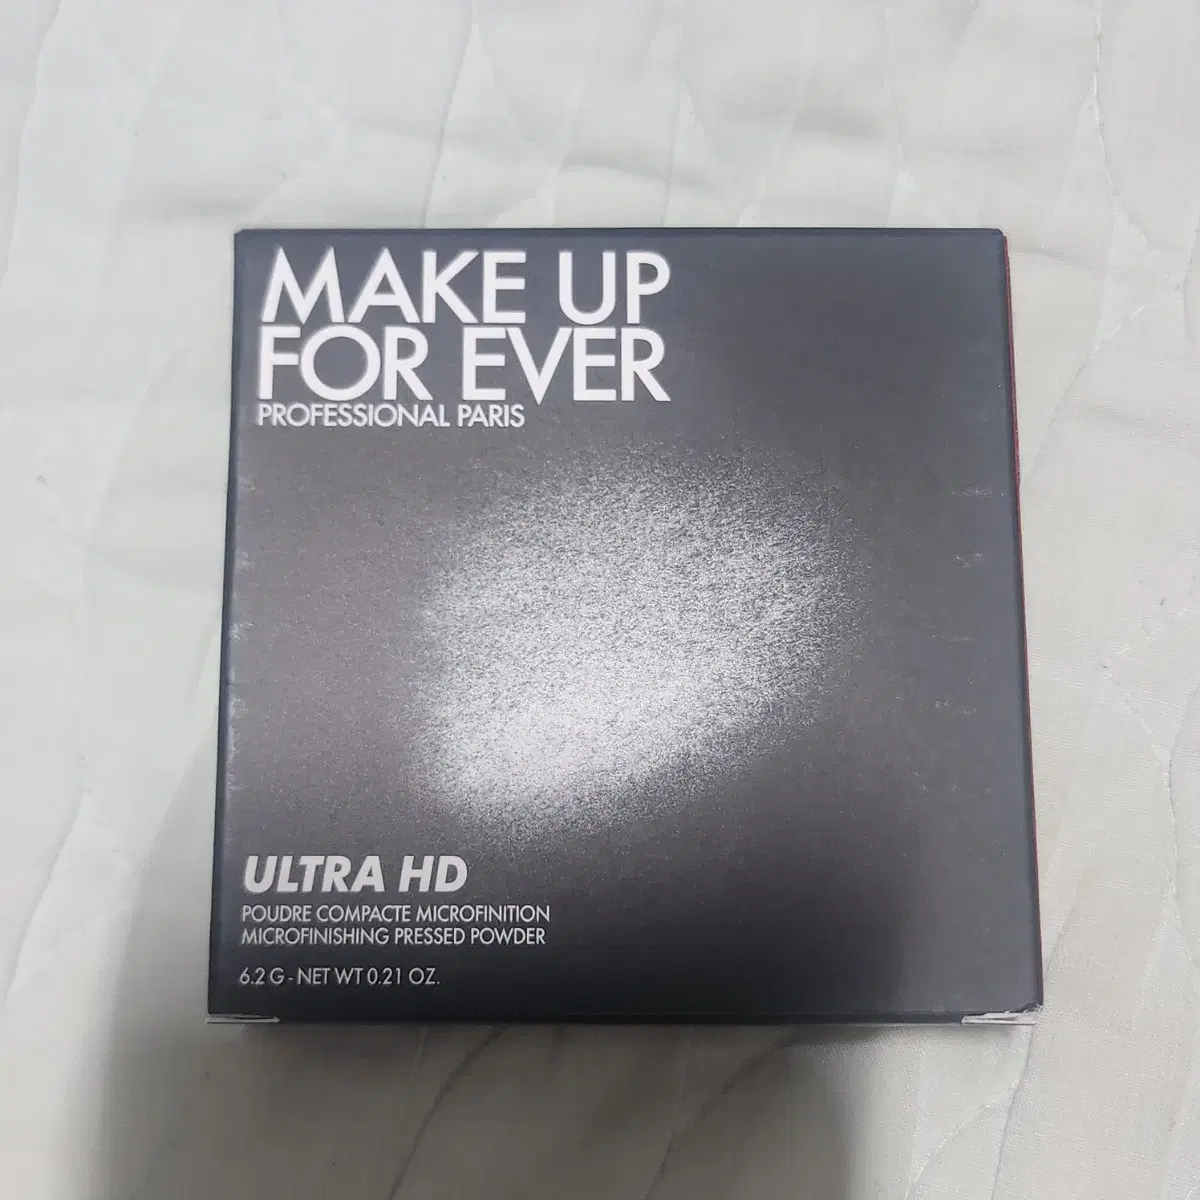 MAKE UP
FOR EVER
PROFESSIONAL PARIS
ULTRA HD
POUDRE COMPACTE MICROFINITION
MICROFINISHING PRESSED POWDER
6.2 G - NET WT 0.21 OZ.